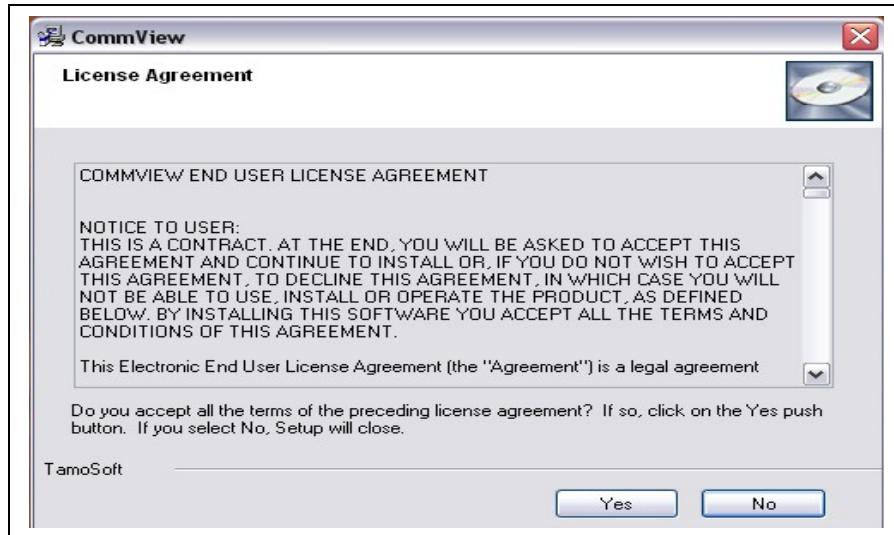 CommView
License Agreement
COMMVIEW END USER LICENSE AGREEMENT
NOTICE TO USER:
THIS IS A CONTRACT. AT THE END, YOU WILL BE ASKED TO ACCEPT THIS
AGREEMENT AND CONTINUE TO INSTALL OR, IF YOU DO NOT WISH TO ACCEPT
THIS AGREEMENT, TO DECLINE THIS AGREEMENT, IN WHICH CASE YOU WILL
NOT BE ABLE TO USE, INSTALL OR OPERATE THE PRODUCT, AS DEFINED
BELOW. BY INSTALLING THIS SOFTWARE YOU ACCEPT ALL THE TERMS AND
CONDITIONS OF THIS AGREEMENT.
This Electronic End User License Agreement (the "Agreement") is a legal agreement
Do you accept all the terms of the preceding license agreement? If so, click on the Yes push
button. If you select No, Setup will close.
TamoSoft
Yes No